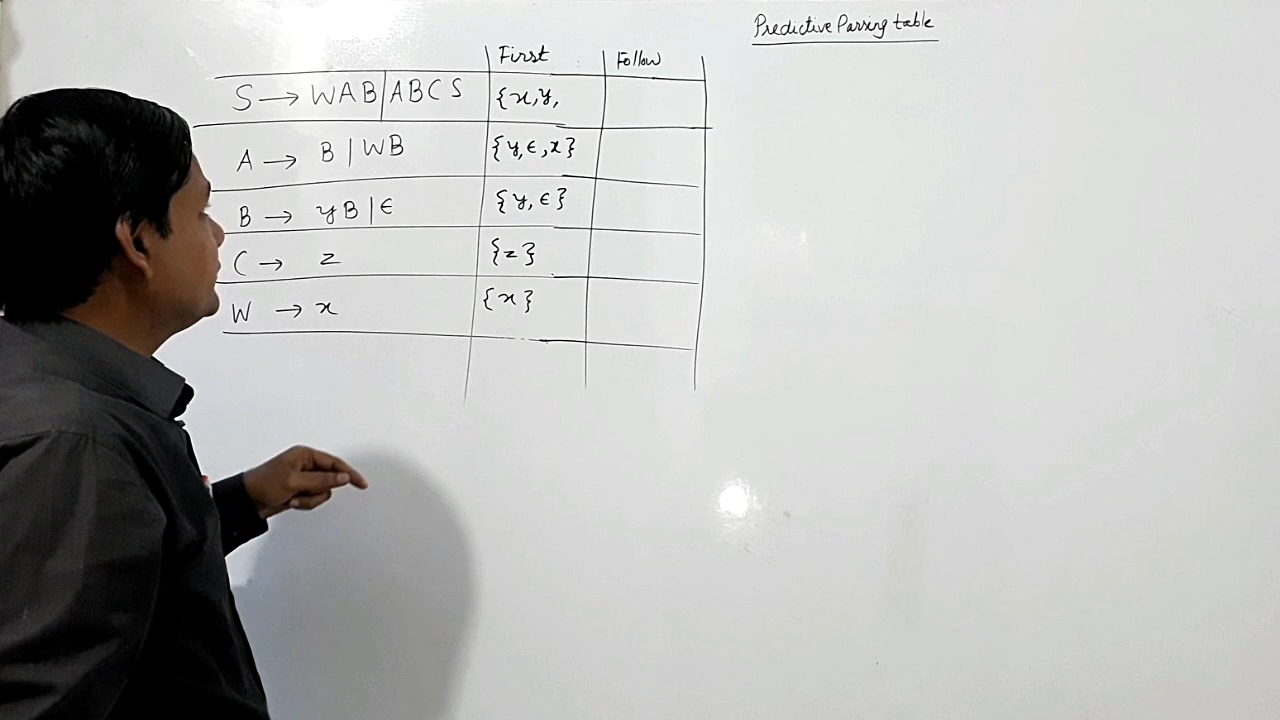 Predictive Parsing table
First Follow
S → WAB|ABCS {x,y,
A → B | WB {y,ϵ,x}
B → yB|ϵ {y,ϵ}
C → z {z}
W → x {x}